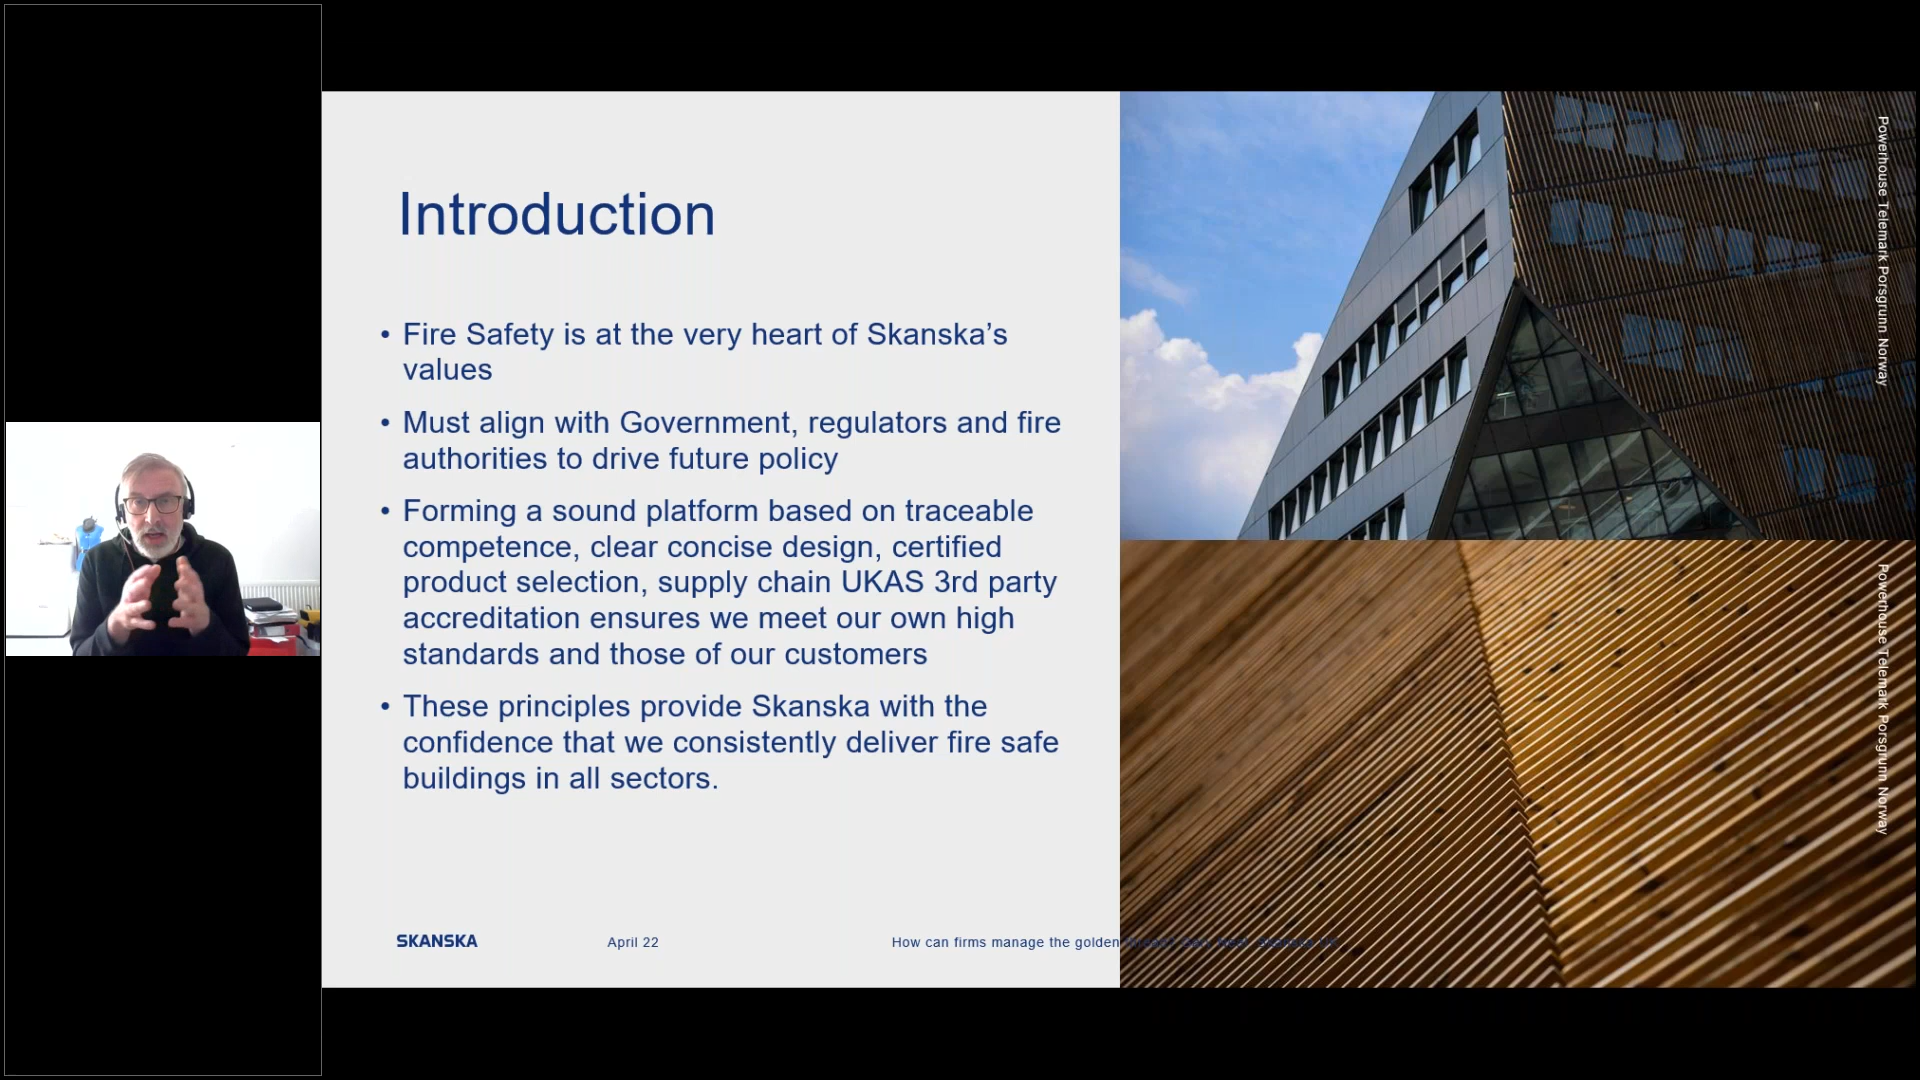 Introduction
• Fire Safety is at the very heart of Skanska’s
values
• Must align with Government, regulators and fire
authorities to drive future policy
• Forming a sound platform based on traceable
competence, clear concise design, certified
product selection, supply chain UKAS 3rd party
accreditation ensures we meet our own high
standards and those of our customers
• These principles provide Skanska with the
confidence that we consistently deliver fire safe
buildings in all sectors.
SKANSKA
April 22
How can firms manage the golden
Powerhouse Telemark Porsgrunn Norway
Powerhouse Telemark Porsgrunn Norway